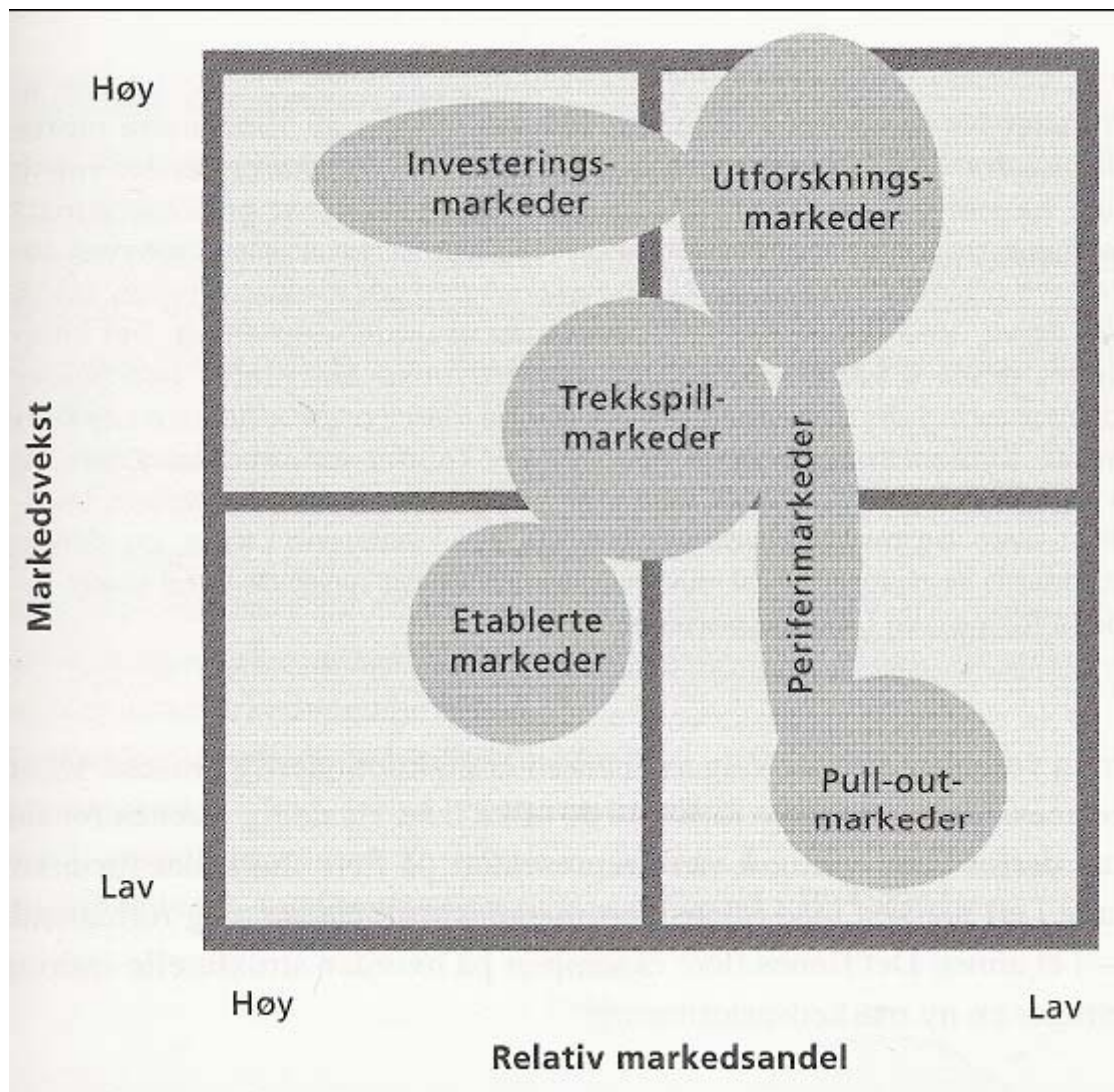 Høy
Investerings-
markeder
Utforsknings-
markeder
Trekkspill-
markeder
Markedsvekst
Periferimarkeder
Etablerte
markeder
Pull-out-
markeder
Lav
Høy
Lav
Relativ markedsandel